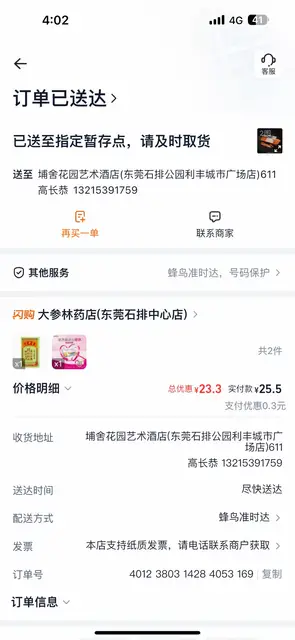 4:02
4G
41
客服
订单已送达
已送至指定暂存点，请及时取货
送至 埔舍花园艺术酒店(东莞石排公园利丰城市广场店)611
高长恭 13215391759
再买一单
联系商家
其他服务
蜂鸟准时达，号码保护
闪购 大参林药店(东莞石排中心店)
x1
x1
共2件
价格明细
总优惠 ¥23.3 实付款 ¥25.5
支付优惠0.3元
收货地址
埔舍花园艺术酒店(东莞石排公园利丰城市广
场店)611
高长恭 13215391759
送达时间
尽快送达
配送方式
蜂鸟准时达
发票
本店支持纸质发票，请电话联系商户获取
订单号
4012 3803 1428 4053 169 | 复制
订单信息